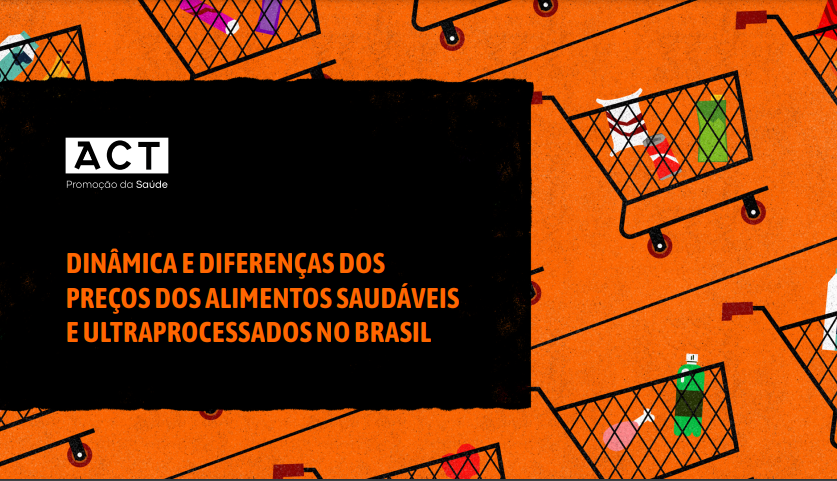 ACT
Promoção da Saúde
DINÂMICA E DIFERENÇAS DOS
PREÇOS DOS ALIMENTOS SAUDÁVEIS
E ULTRAPROCESSADOS NO BRASIL